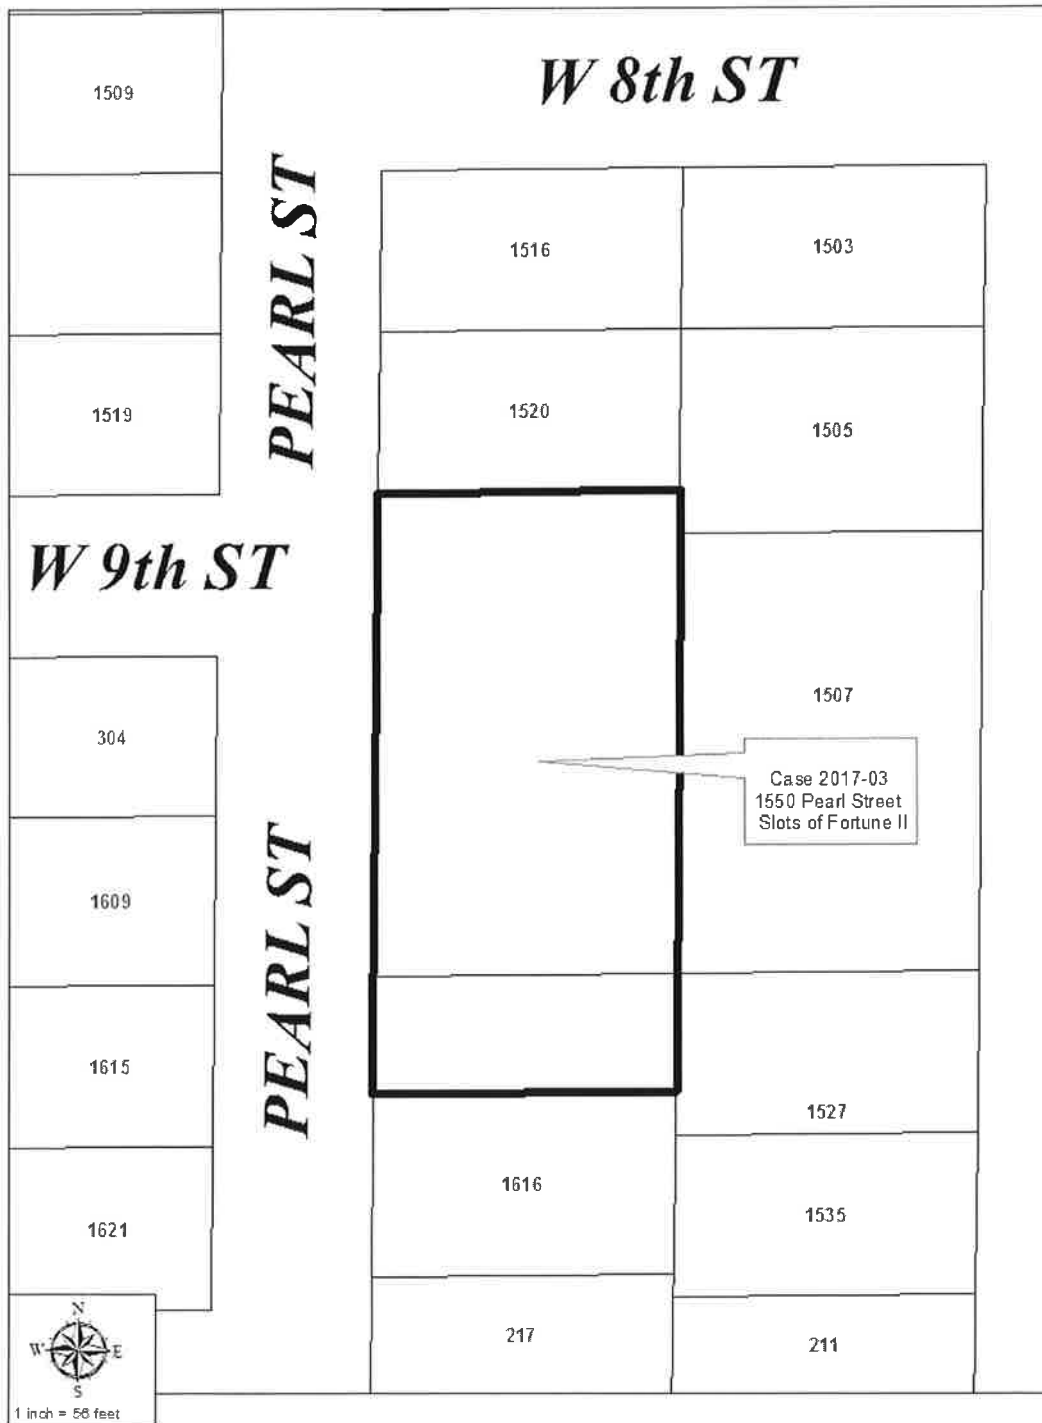 W 8th ST
1509
PEARL ST
1516
1503
1520
1519
1505
W 9th ST
1507
304
Case 2017-03
1550 Pearl Street
Slots of Fortune II
PEARL ST
1609
1615
1527
1616
1535
1621
N
W
E
S
217
211
1 inch = 56 feet